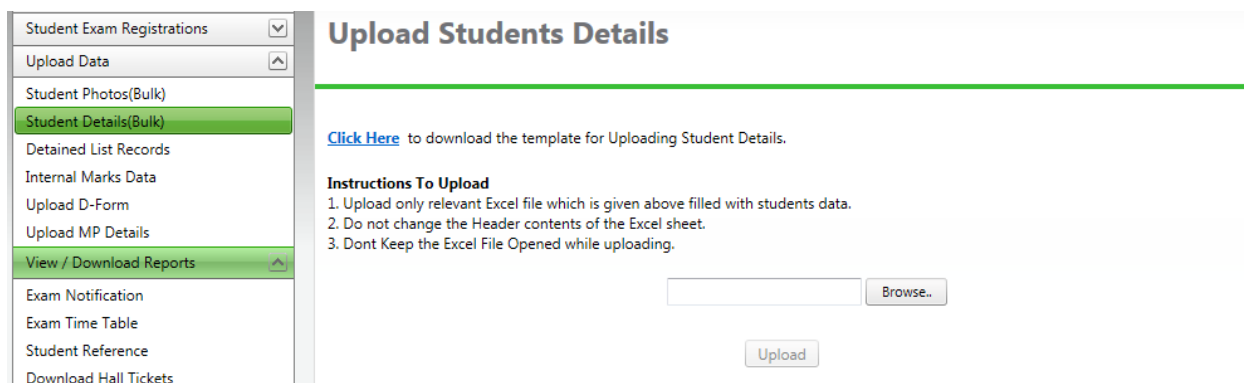 Student Exam Registrations
Upload Data
Student Photos(Bulk)
Student Details(Bulk)
Detained List Records
Internal Marks Data
Upload D-Form
Upload MP Details
View / Download Reports
Exam Notification
Exam Time Table
Student Reference
Download Hall Tickets
Upload Students Details
Click Here to download the template for Uploading Student Details.
Instructions To Upload
1. Upload only relevant Excel file which is given above filled with students data.
2. Do not change the Header contents of the Excel sheet.
3. Dont Keep the Excel File Opened while uploading.
Browse..
Upload